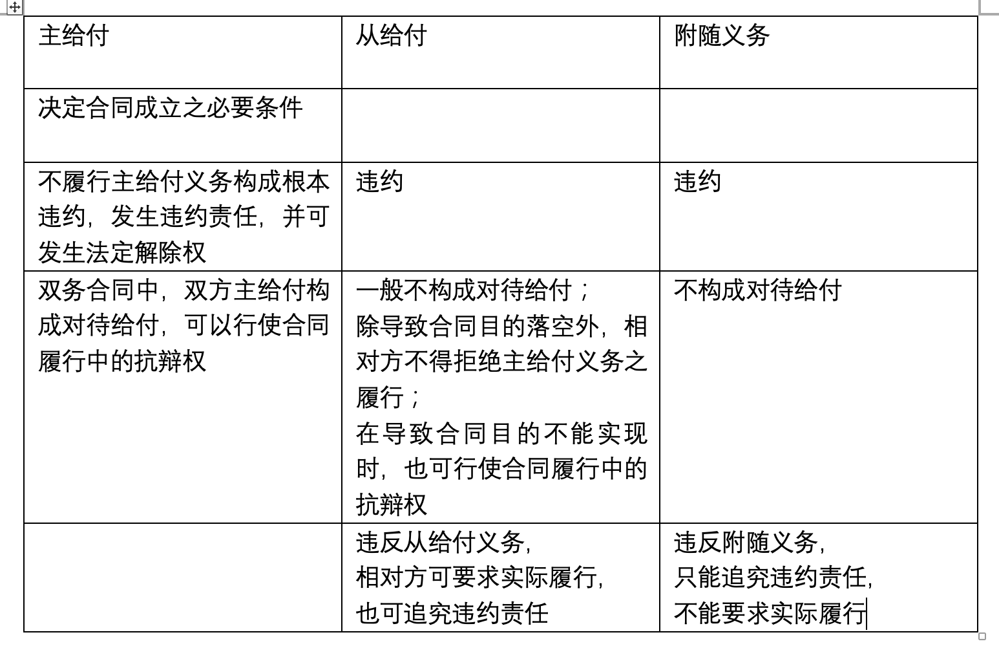 主给付
从给付
附随义务
决定合同成立之必要条件
不履行主给付义务构成根本
违约，发生违约责任，并可
发生法定解除权
违约
违约
双务合同中，双方主给付构
成对待给付，可以行使合同
履行中的抗辩权
一般不构成对待给付；
除导致合同目的落空外，相
对方不得拒绝主给付义务之
履行；
在导致合同目的不能实现
时，也可行使合同履行中的
抗辩权
不构成对待给付
违反从给付义务，
相对方可要求实际履行，
也可追究违约责任
违反附随义务，
只能追究违约责任，
不能要求实际履行